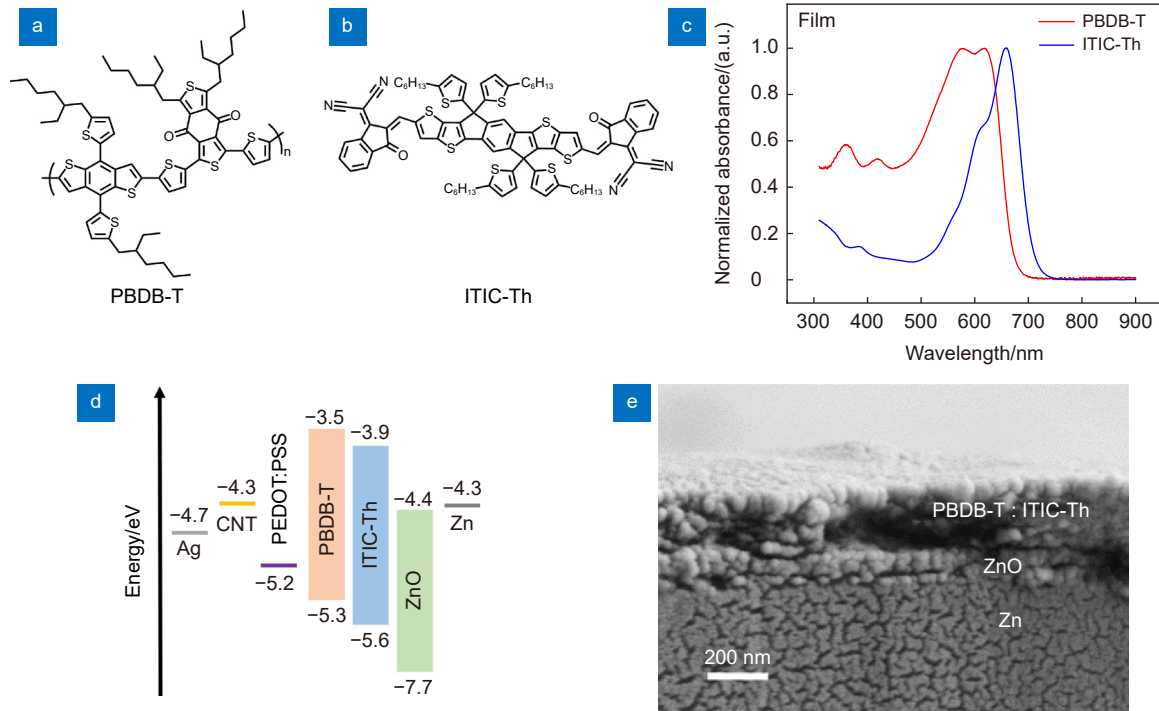 a
S
S
O
O
S
S
S
S
S
S
n
PBDB-T
b
N
N
C6H13
S
S
C6H13
S
S
O
O
S
S
C6H13
S
S
C6H13
N
N
ITIC-Th
c
Film
PBDB-T
ITIC-Th
1.0
0.8
0.6
0.4
0.2
0
Normalized absorbance/(a.u.)
300
400
500
600
700
800
900
Wavelength/nm
d
Energy/eV
−4.7
Ag
−4.3
CNT
PEDOT:PSS
−5.2
−3.5
PBDB-T
−5.3
−3.9
ITIC-Th
−5.6
−4.4
ZnO
−7.7
−4.3
Zn
e
PBDB-T : ITIC-Th
ZnO
Zn
200 nm